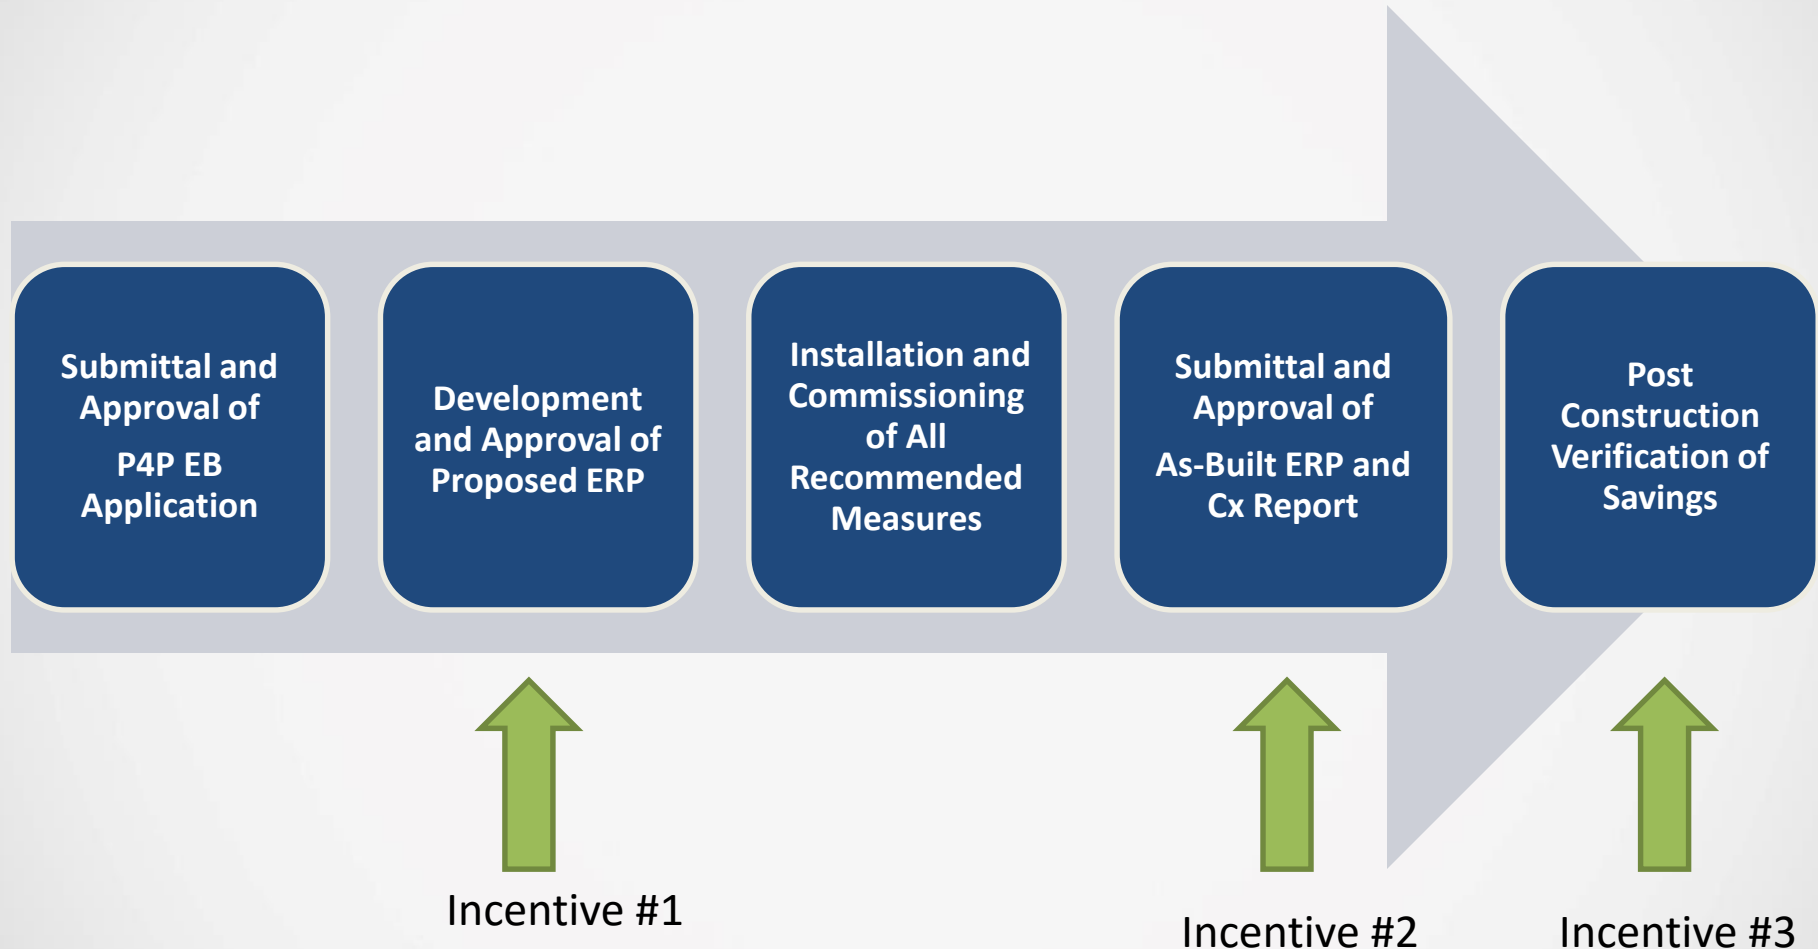 Submittal and
Approval of
P4P EB
Application
Development
and Approval of
Proposed ERP
Installation and
Commissioning
of All
Recommended
Measures
Submittal and
Approval of
As-Built ERP and
Cx Report
Post
Construction
Verification of
Savings
Incentive #1
Incentive #2
Incentive #3